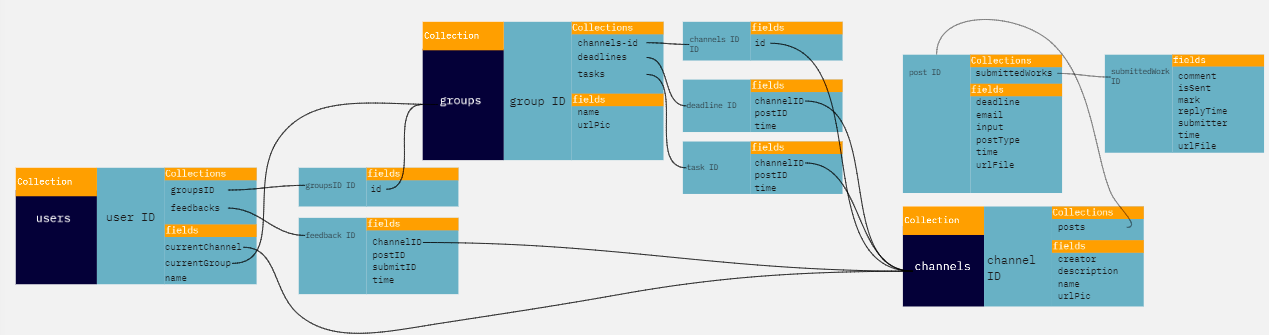 Collection
users
user ID
Collections
groupsID
feedbacks
fields
currentChannel
currentGroup
name
groupsID ID
fields
id
feedback ID
fields
ChannelID
postID
submitID
time
Collection
groups
group ID
Collections
channels-id
deadlines
tasks
fields
name
urlPic
channels ID
ID
fields
id
deadline ID
fields
channelID
postID
time
task ID
fields
channelID
postID
time
post ID
Collections
submittedWorks
fields
deadline
email
input
postType
time
urlFile
submittedWork
ID
fields
comment
isSent
mark
replyTime
submitter
time
urlFile
Collection
channels
channel
ID
Collections
posts
fields
creator
description
name
urlPic